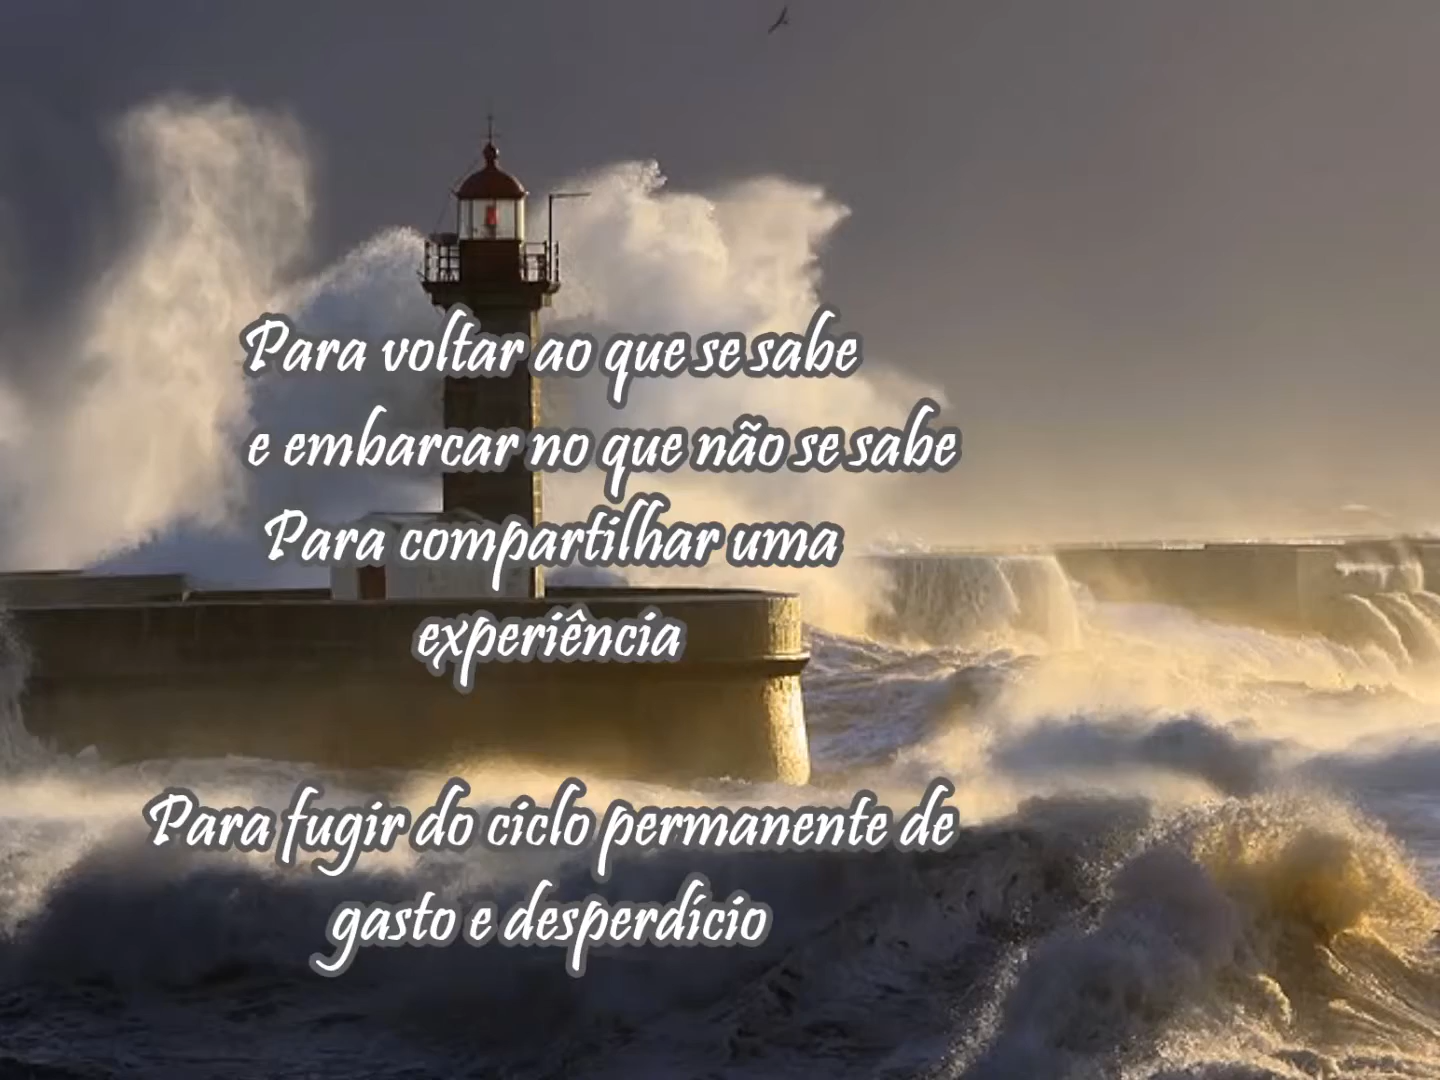 Para voltar ao que se sabe
e embarcar no que não se sabe
Para compartilhar uma
experiência
Para fugir do ciclo permanente de
gasto e desperdício